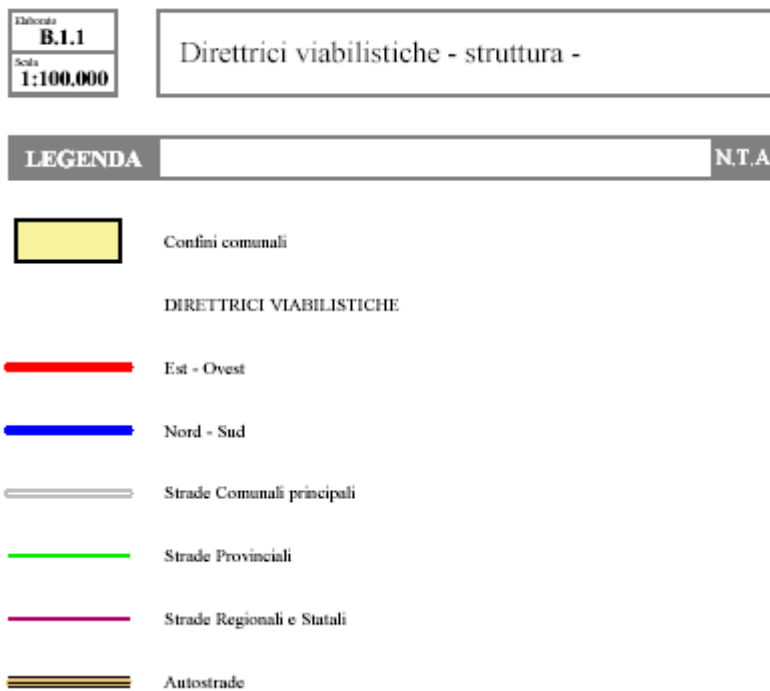 Elaborato
B.1.1
Scala
1:100.000
Direttrici viabilistiche - struttura -
LEGENDA
N.T.A
Confini comunali
DIRETTRICI VIABILISTICHE
Est - Ovest
Nord - Sud
Strade Comunali principali
Strade Provinciali
Strade Regionali e Statali
Autostrade